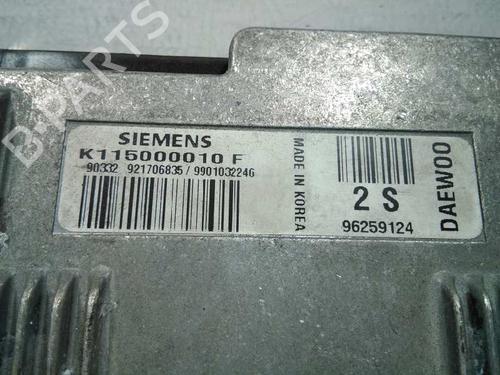 B-PARTS
SIEMENS
K115000010 F
90332 921706835 / 9901032246
MADE IN KOREA
2 S
96259124
DAEWOO